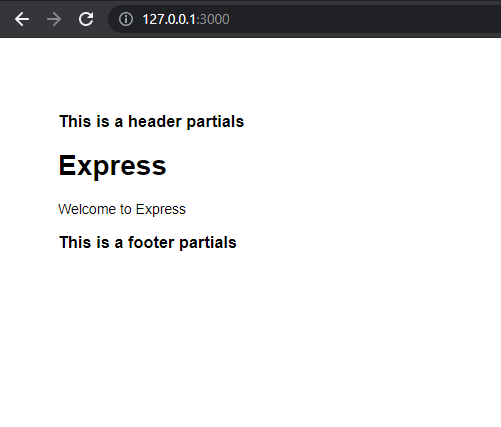 127.0.0.1:3000
This is a header partials
Express
Welcome to Express
This is a footer partials